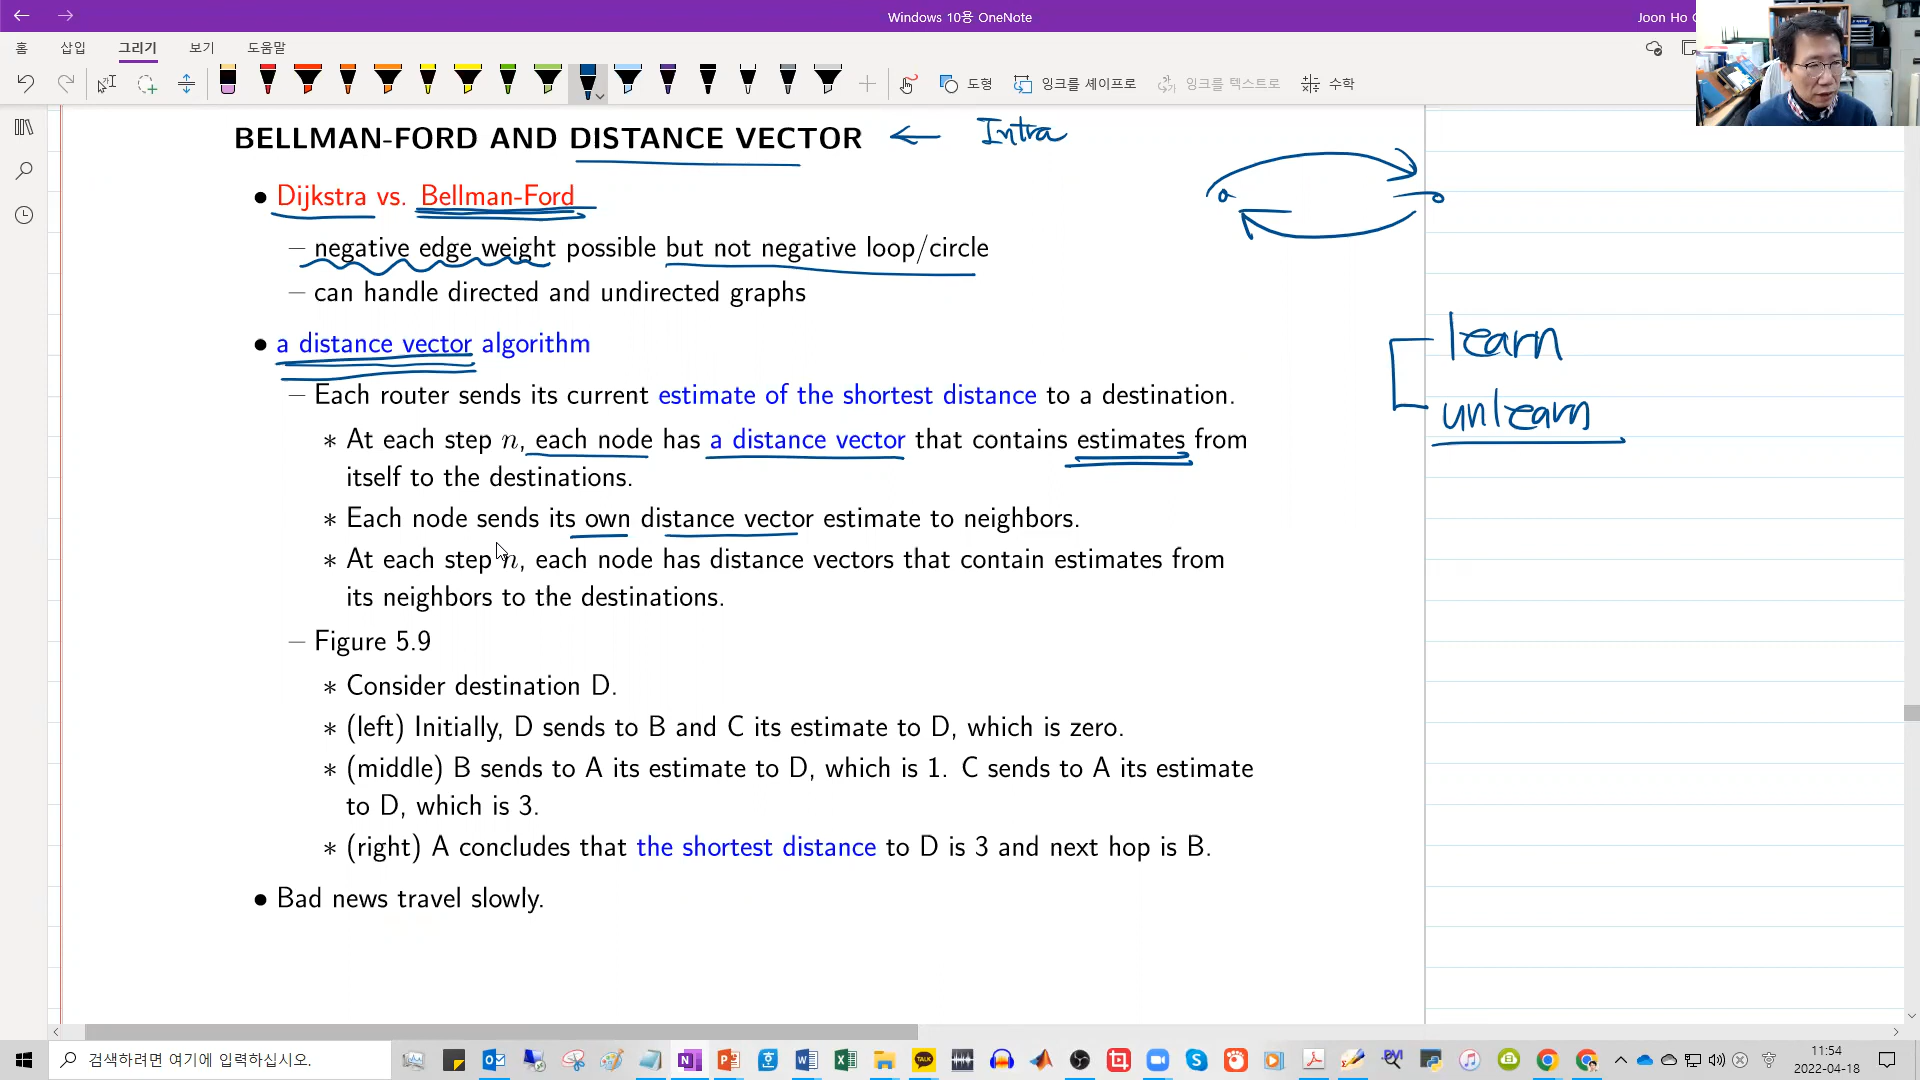 Windows 10용 OneNote
Joon Ho
홈 삽입 그리기 보기 도움말
도형 잉크를 셰이프로 잉크를 텍스트로 수학
BELLMAN-FORD AND DISTANCE VECTOR ← Intra
● Dijkstra vs. Bellman-Ford
– negative edge weight possible but not negative loop/circle
– can handle directed and undirected graphs
learn
● a distance vector algorithm
– Each router sends its current estimate of the shortest distance to a destination.
unlearn
∗ At each step n, each node has a distance vector that contains estimates from
itself to the destinations.
∗ Each node sends its own distance vector estimate to neighbors.
∗ At each step n, each node has distance vectors that contain estimates from
its neighbors to the destinations.
– Figure 5.9
∗ Consider destination D.
∗ (left) Initially, D sends to B and C its estimate to D, which is zero.
∗ (middle) B sends to A its estimate to D, which is 1. C sends to A its estimate
to D, which is 3.
∗ (right) A concludes that the shortest distance to D is 3 and next hop is B.
● Bad news travel slowly.
검색하려면 여기에 입력하십시오.
11:54
2022-04-18